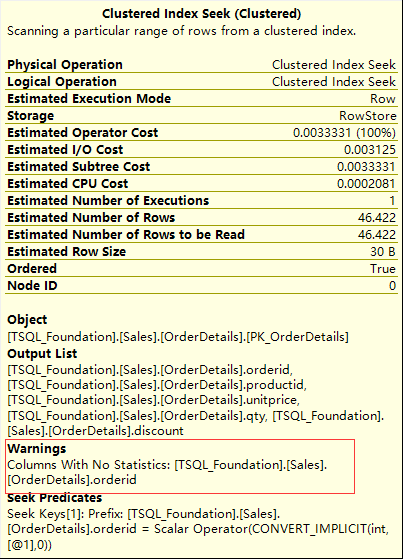 Clustered Index Seek (Clustered)
Scanning a particular range of rows from a clustered index.
Physical Operation Clustered Index Seek
Logical Operation Clustered Index Seek
Estimated Execution Mode Row
Storage RowStore
Estimated Operator Cost 0.0033331 (100%)
Estimated I/O Cost 0.003125
Estimated Subtree Cost 0.0033331
Estimated CPU Cost 0.0002081
Estimated Number of Executions 1
Estimated Number of Rows 46.422
Estimated Number of Rows to be Read 46.422
Estimated Row Size 30 B
Ordered True
Node ID 0
Object
[TSQL_Foundation].[Sales].[OrderDetails].[PK_OrderDetails]
Output List
[TSQL_Foundation].[Sales].[OrderDetails].orderid,
[TSQL_Foundation].[Sales].[OrderDetails].productid,
[TSQL_Foundation].[Sales].[OrderDetails].unitprice,
[TSQL_Foundation].[Sales].[OrderDetails].qty, [TSQL_Foundation].
[Sales].[OrderDetails].discount
Warnings
Columns With No Statistics: [TSQL_Foundation].[Sales].
[OrderDetails].orderid
Seek Predicates
Seek Keys[1]: Prefix: [TSQL_Foundation].[Sales].
[OrderDetails].orderid = Scalar Operator(CONVERT_IMPLICIT(int,
[@1],0))